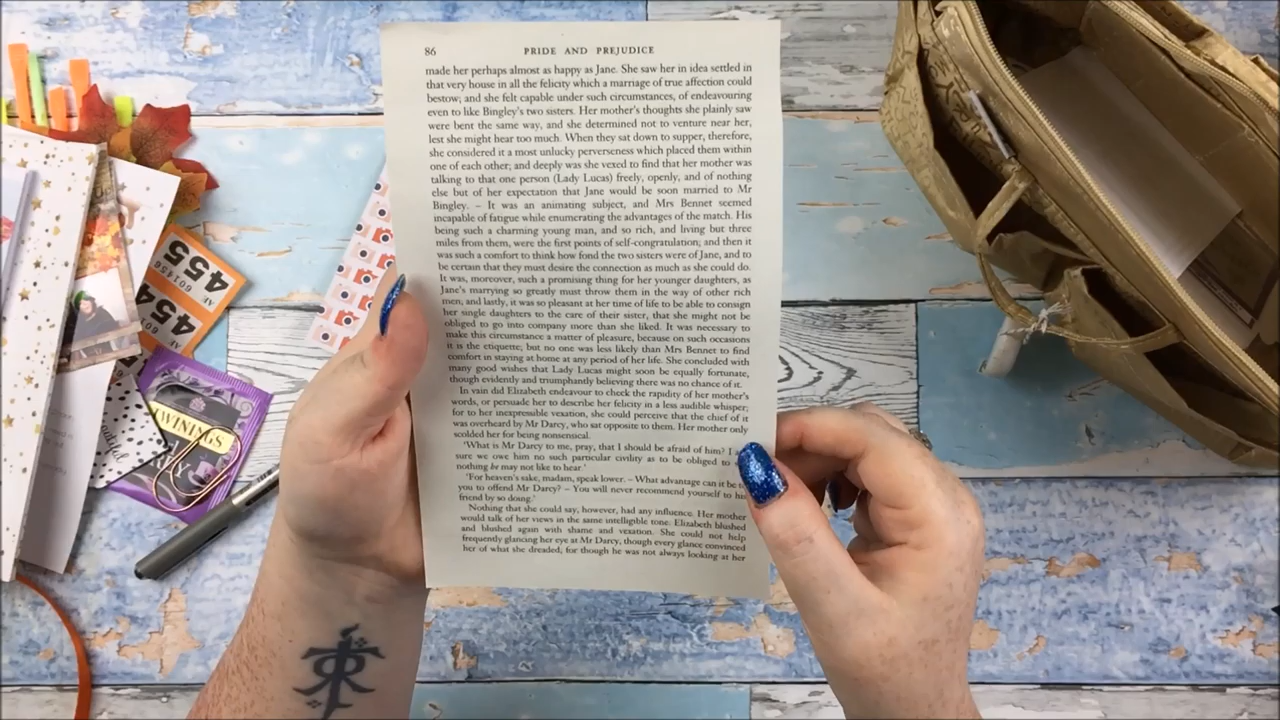 86 PRIDE AND PREJUDICE
made her perhaps almost as happy as Jane. She saw her in idea settled in
that very house in all the felicity which a marriage of true affection could
bestow; and she felt capable under such circumstances, of endeavouring
even to like Bingley's two sisters. Her mother's thoughts she plainly saw
were bent the same way, and she determined not to venture near her,
lest she might hear too much. When they sat down to supper, therefore,
she considered it a most unlucky perverseness which placed them within
one of each other; and deeply was she vexed to find that her mother was
talking to that one person (Lady Lucas) freely, openly, and of nothing
else but of her expectation that Jane would be soon married to Mr
Bingley. – It was an animating subject, and Mrs Bennet seemed
incapable of fatigue while enumerating the advantages of the match. His
being such a charming young man, and so rich, and living but three
miles from them, were the first points of self-congratulation; and then it
was such a comfort to think how fond the two sisters were of Jane, and to
be certain that they must desire the connection as much as she could do.
It was, moreover, such a promising thing for her younger daughters, as
Jane's marrying so greatly must throw them in the way of other rich
men; and lastly, it was so pleasant at her time of life to be able to consign
her single daughters to the care of their sister, that she might not be
obliged to go into company more than she liked. It was necessary to
make this circumstance a matter of pleasure, because on such occasions
it is the etiquette; but no one was less likely than Mrs Bennet to find
comfort in staying at home at any period of her life. She concluded with
many good wishes that Lady Lucas might soon be equally fortunate,
though evidently and triumphantly believing there was no chance of it.
In vain did Elizabeth endeavour to check the rapidity of her mother's
words, or persuade her to describe her felicity in a less audible whisper;
for to her inexpressible vexation, she could perceive that the chief of it
was overheard by Mr Darcy, who sat opposite to them. Her mother only
scolded her for being nonsensical.
'What is Mr Darcy to me, pray, that I should be afraid of him? I
sure we owe him no such particular civility as to be obliged to
nothing he may not like to hear.'
'For heaven's sake, madam, speak lower. – What advantage can it be
you to offend Mr Darcy? – You will never recommend yourself to his
friend by so doing.'
Nothing that she could say, however, had any influence. Her mother
would talk of her views in the same intelligible tone. Elizabeth blushed
and blushed again with shame and vexation. She could not help
frequently glancing her eye at Mr Darcy, though every glance convinced
her of what she dreaded; for though he was not always looking at her
455
001456
454
TWININGS